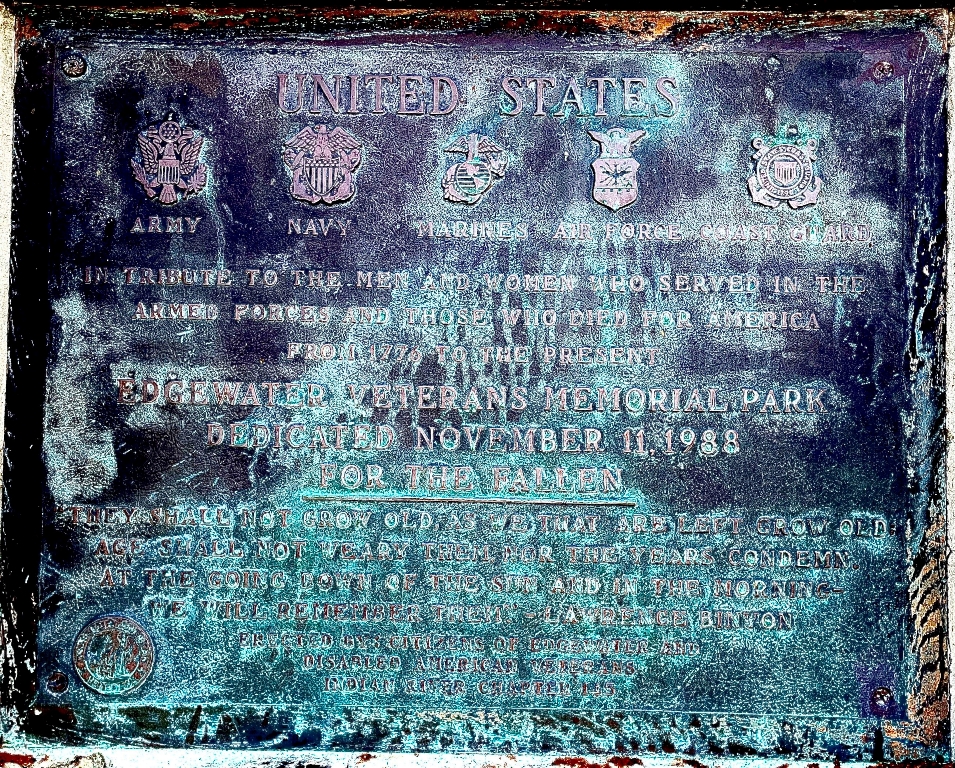 UNITED STATES
ARMY NAVY MARINES AIR FORCE COAST GUARD
IN TRIBUTE TO THE MEN AND WOMEN WHO SERVED IN THE
ARMED FORCES AND THOSE WHO DIED FOR AMERICA
FROM 1776 TO THE PRESENT
EDGEWATER VETERANS MEMORIAL PARK
DEDICATED NOVEMBER 11, 1988
FOR THE FALLEN
"THEY SHALL NOT GROW OLD, AS WE THAT ARE LEFT GROW OLD:
AGE SHALL NOT WEARY THEM NOR THE YEARS CONDEMN.
AT THE GOING DOWN OF THE SUN AND IN THE MORNING-
WE WILL REMEMBER THEM" -LAWRENCE BINYON
ERECTED BY: CITIZENS OF EDGEWATER AND
DISABLED AMERICAN VETERANS
INDIAN RIVER CHAPTER